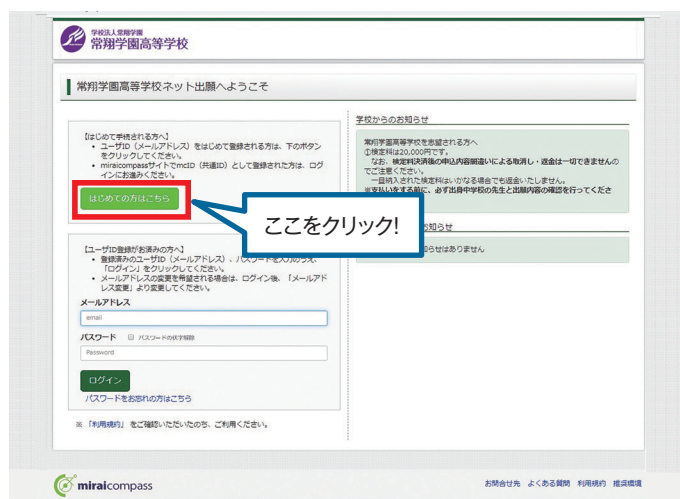 学校法人常翔学園
常翔学園高等学校
常翔学園高等学校ネット出願へようこそ
【はじめて手続される方へ】
• ユーザID（メールアドレス）をはじめて登録される方は、下のボタン
をクリックしてください。
• miraicompassサイトでmcID（共通ID）として登録された方は、ログ
インにお進みください。
はじめての方はこちら
ここをクリック!
【ユーザID登録がお済みの方へ】
• 登録済みのユーザID（メールアドレス）、パスワードを入力のうえ、
「ログイン」をクリックしてください。
• メールアドレスの変更を希望される場合は、ログイン後、「メールアド
レス変更」より変更してください。
メールアドレス
email
パスワード パスワードの伏字解除
Password
ログイン
パスワードをお忘れの方はこちら
※ 「利用規約」 をご確認いただいたのち、ご利用ください。
学校からのお知らせ
常翔学園高等学校を志望される方へ
①検定料は20,000円です。
なお、検定料決済後の申込内容間違いによる取消し・返金は一切できませんの
でご注意ください。
一旦納入された検定料はいかなる場合でも返金いたしません。
※支払いをする前に、必ず出身中学校の先生と出願内容の確認を行ってくださ
お知らせ
らせはありません
miraicompass
お問合せ先 よくある質問 利用規約 推奨環境